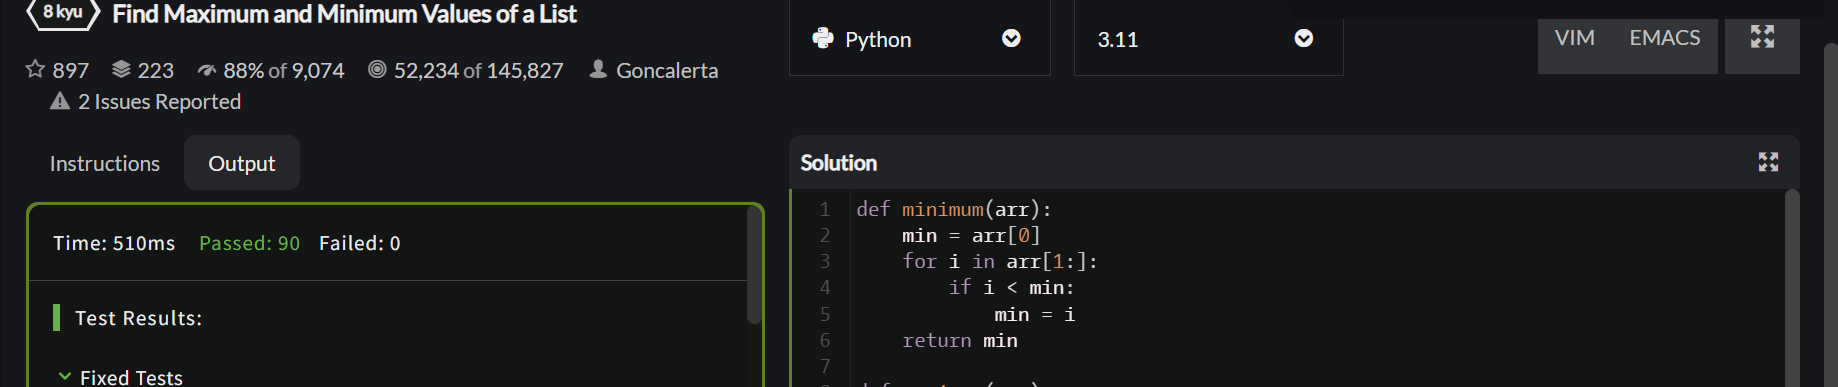 8 kyu Find Maximum and Minimum Values of a List
897 223 88% of 9,074 52,234 of 145,827 Goncalerta
2 Issues Reported
Instructions Output
Time: 510ms Passed: 90 Failed: 0
Test Results:
Fixed Tests
Python 3.11 VIM EMACS
Solution
1 def minimum(arr):
2     min = arr[0]
3     for i in arr[1:]:
4         if i < min:
5             min = i
6     return min
7